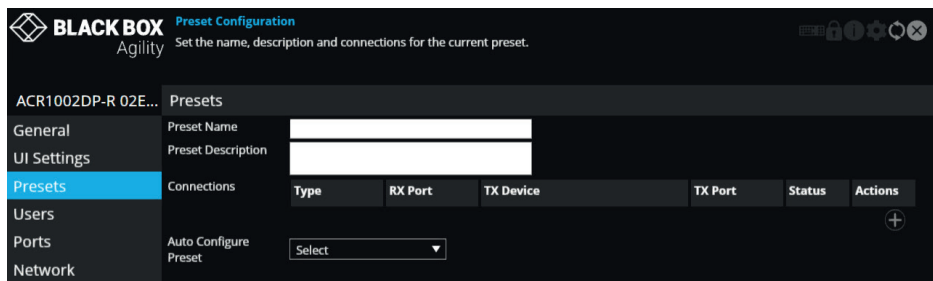 BLACK BOX
Agility
Preset Configuration
Set the name, description and connections for the current preset.
ACR1002DP-R 02E...
General
UI Settings
Presets
Users
Ports
Network
Presets
Preset Name
Preset Description
Connections
Type RX Port TX Device TX Port Status Actions
Auto Configure
Preset
Select